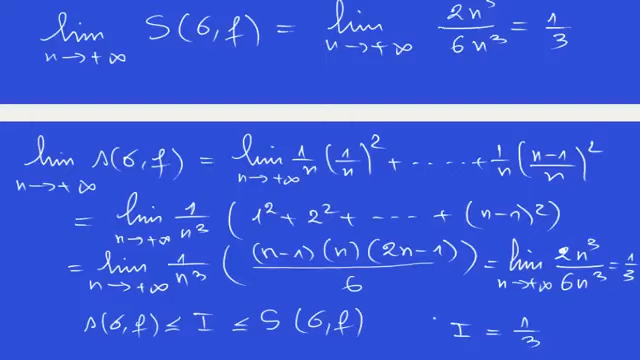 lim n→+∞ S(σ,f) = lim n→+∞ 2n³/6n³ = 1/3
lim n→+∞ s(σ,f) = lim n→+∞ 1/n (1/n)² + ..... + 1/n ((n-1)/n)²
= lim n→+∞ 1/n³ (1² + 2² + --- + (n-1)²)
= lim n→+∞ 1/n³ ((n-1)(n)(2n-1)/6) = lim n→+∞ 2n³/6n³ = 1/3
s(σ,f) ≤ I ≤ S(σ,f) . I = 1/3